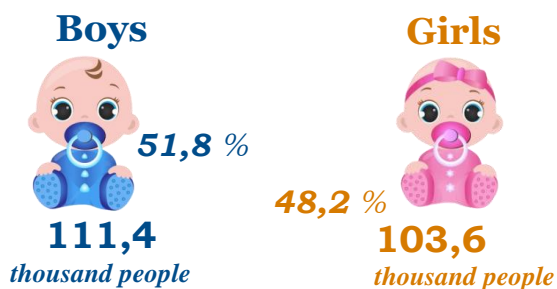 Boys
51,8 %
111,4
thousand people
Girls
48,2 %
103,6
thousand people